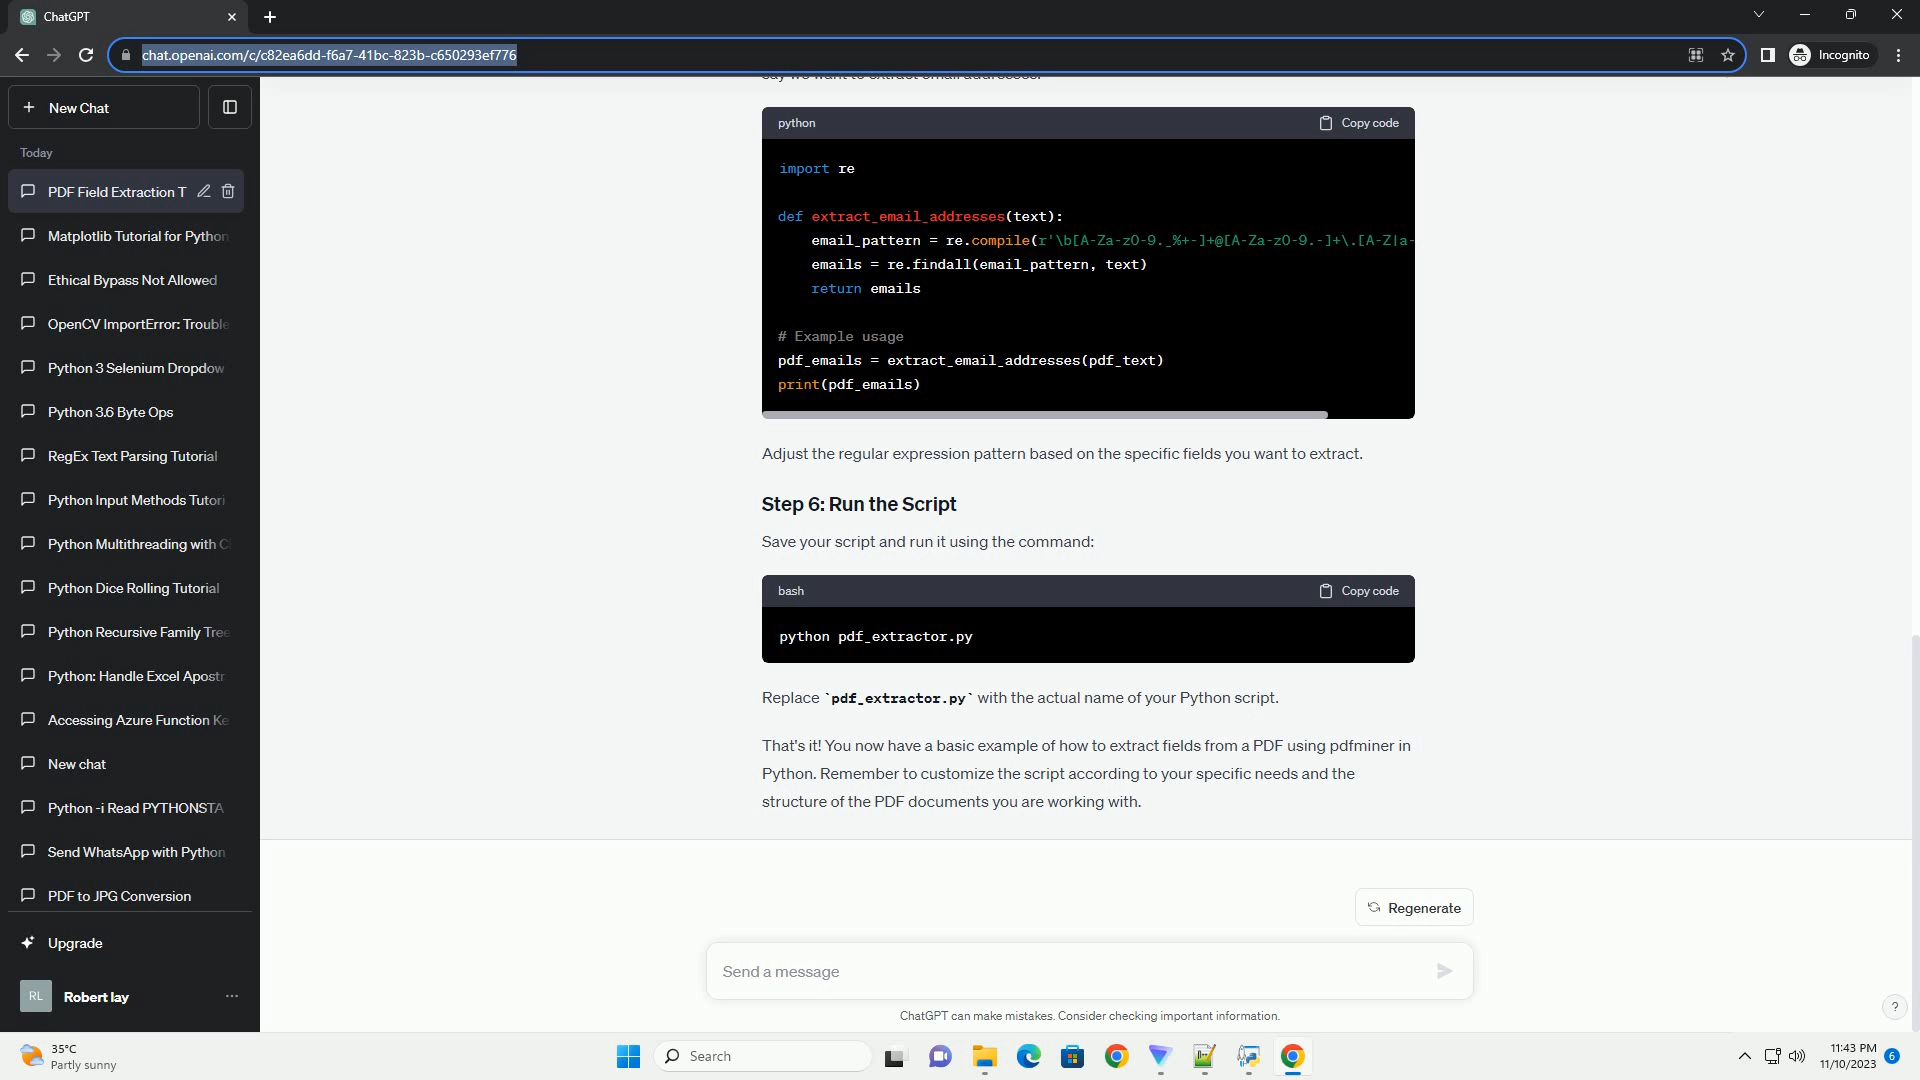 ChatGPT
chat.openai.com/c/c82ea6dd-f6a7-41bc-823b-c650293ef776
Incognito
New Chat
Today
PDF Field Extraction T
Matplotlib Tutorial for Python
Ethical Bypass Not Allowed
OpenCV ImportError: Trouble
Python 3 Selenium Dropdow
Python 3.6 Byte Ops
RegEx Text Parsing Tutorial
Python Input Methods Tutori
Python Multithreading with C
Python Dice Rolling Tutorial
Python Recursive Family Tree
Python: Handle Excel Apostr
Accessing Azure Function Ke
New chat
Python -i Read PYTHONSTA
Send WhatsApp with Python
PDF to JPG Conversion
Upgrade
RL
Robert lay
say we want to extract email addresses:
python
Copy code
import re
def extract_email_addresses(text):
email_pattern = re.compile(r'\b[A-Za-z0-9._%+-]+@[A-Za-z0-9.-]+\.[A-Z|a-
emails = re.findall(email_pattern, text)
return emails
# Example usage
pdf_emails = extract_email_addresses(pdf_text)
print(pdf_emails)
Adjust the regular expression pattern based on the specific fields you want to extract.
Step 6: Run the Script
Save your script and run it using the command:
bash
Copy code
python pdf_extractor.py
Replace `pdf_extractor.py` with the actual name of your Python script.
That's it! You now have a basic example of how to extract fields from a PDF using pdfminer in
Python. Remember to customize the script according to your specific needs and the
structure of the PDF documents you are working with.
Regenerate
Send a message
ChatGPT can make mistakes. Consider checking important information.
?
35°C
Partly sunny
Search
11:43 PM
11/10/2023
6